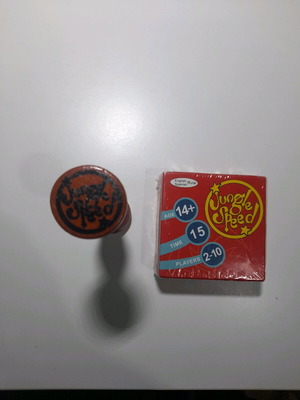 Jungle
Speed
Jungle
Speed
AGE 14+
TIME 15
PLAYERS 2-10